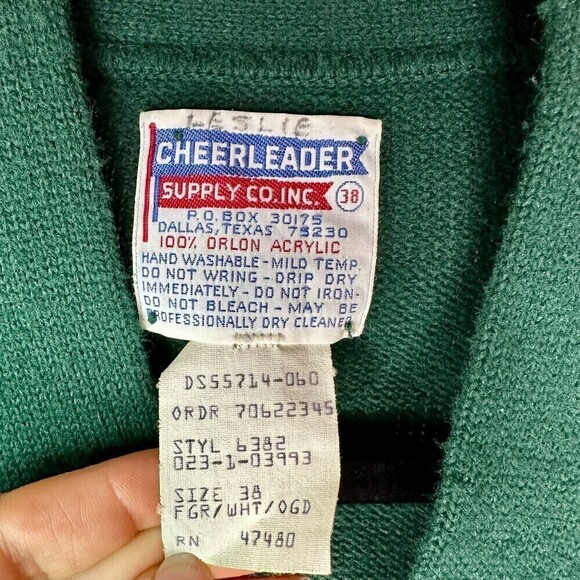 LESLIE
CHEERLEADER
SUPPLY CO. INC 38
P.O. BOX 30175
DALLAS, TEXAS 75230
100% ORLON ACRYLIC
HAND WASHABLE - MILD TEMP.
DO NOT WRING - DRIP DRY
IMMEDIATELY - DO NOT IRON-
DO NOT BLEACH - MAY BE
PROFESSIONALLY DRY CLEANED
DS55714-060
ORDR 70622345
STYL 6382
023-1-03993
SIZE 38
FGR/WHT/OGD
RN 47480